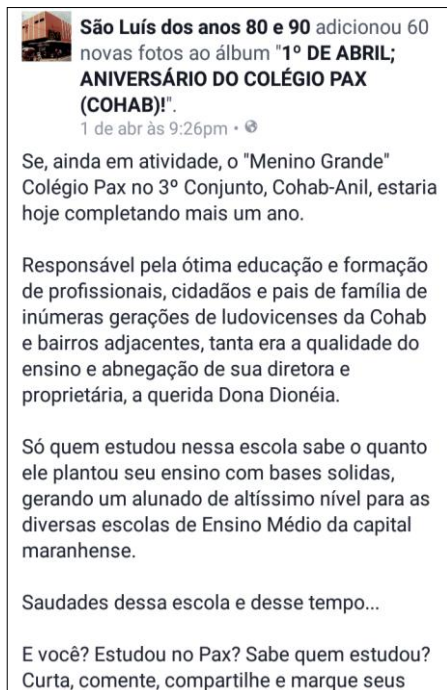 São Luís dos anos 80 e 90 adicionou 60
novas fotos ao álbum "1º DE ABRIL;
ANIVERSÁRIO DO COLÉGIO PAX
(COHAB)!".
1 de abr às 9:26pm •
Se, ainda em atividade, o "Menino Grande"
Colégio Pax no 3º Conjunto, Cohab-Anil, estaria
hoje completando mais um ano.
Responsável pela ótima educação e formação
de profissionais, cidadãos e pais de família de
inúmeras gerações de ludovicenses da Cohab
e bairros adjacentes, tanta era a qualidade do
ensino e abnegação de sua diretora e
proprietária, a querida Dona Dionéia.
Só quem estudou nessa escola sabe o quanto
ele plantou seu ensino com bases solidas,
gerando um alunado de altíssimo nível para as
diversas escolas de Ensino Médio da capital
maranhense.
Saudades dessa escola e desse tempo...
E você? Estudou no Pax? Sabe quem estudou?
Curta, comente, compartilhe e marque seus